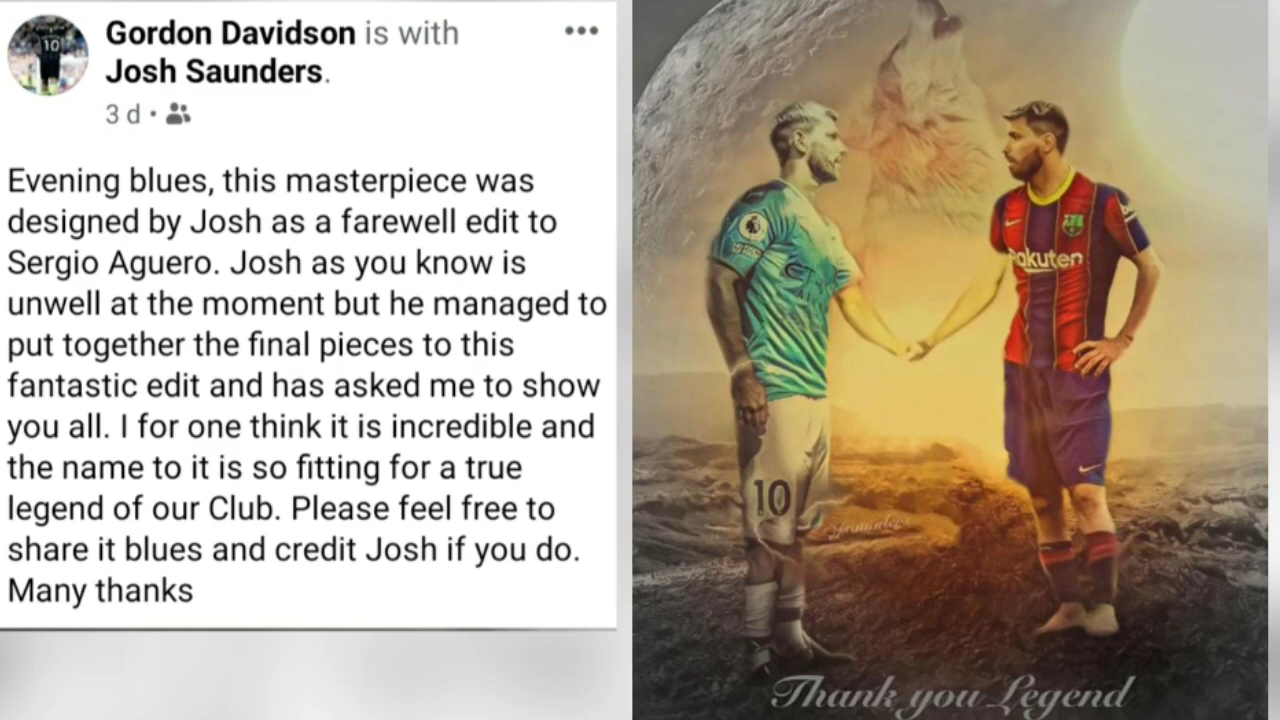 Gordon Davidson is with
Josh Saunders.
3 d ·
Evening blues, this masterpiece was
designed by Josh as a farewell edit to
Sergio Aguero. Josh as you know is
unwell at the moment but he managed to
put together the final pieces to this
fantastic edit and has asked me to show
you all. I for one think it is incredible and
the name to it is so fitting for a true
legend of our Club. Please feel free to
share it blues and credit Josh if you do.
Many thanks
10
Rakuten
10
Thank you Legend